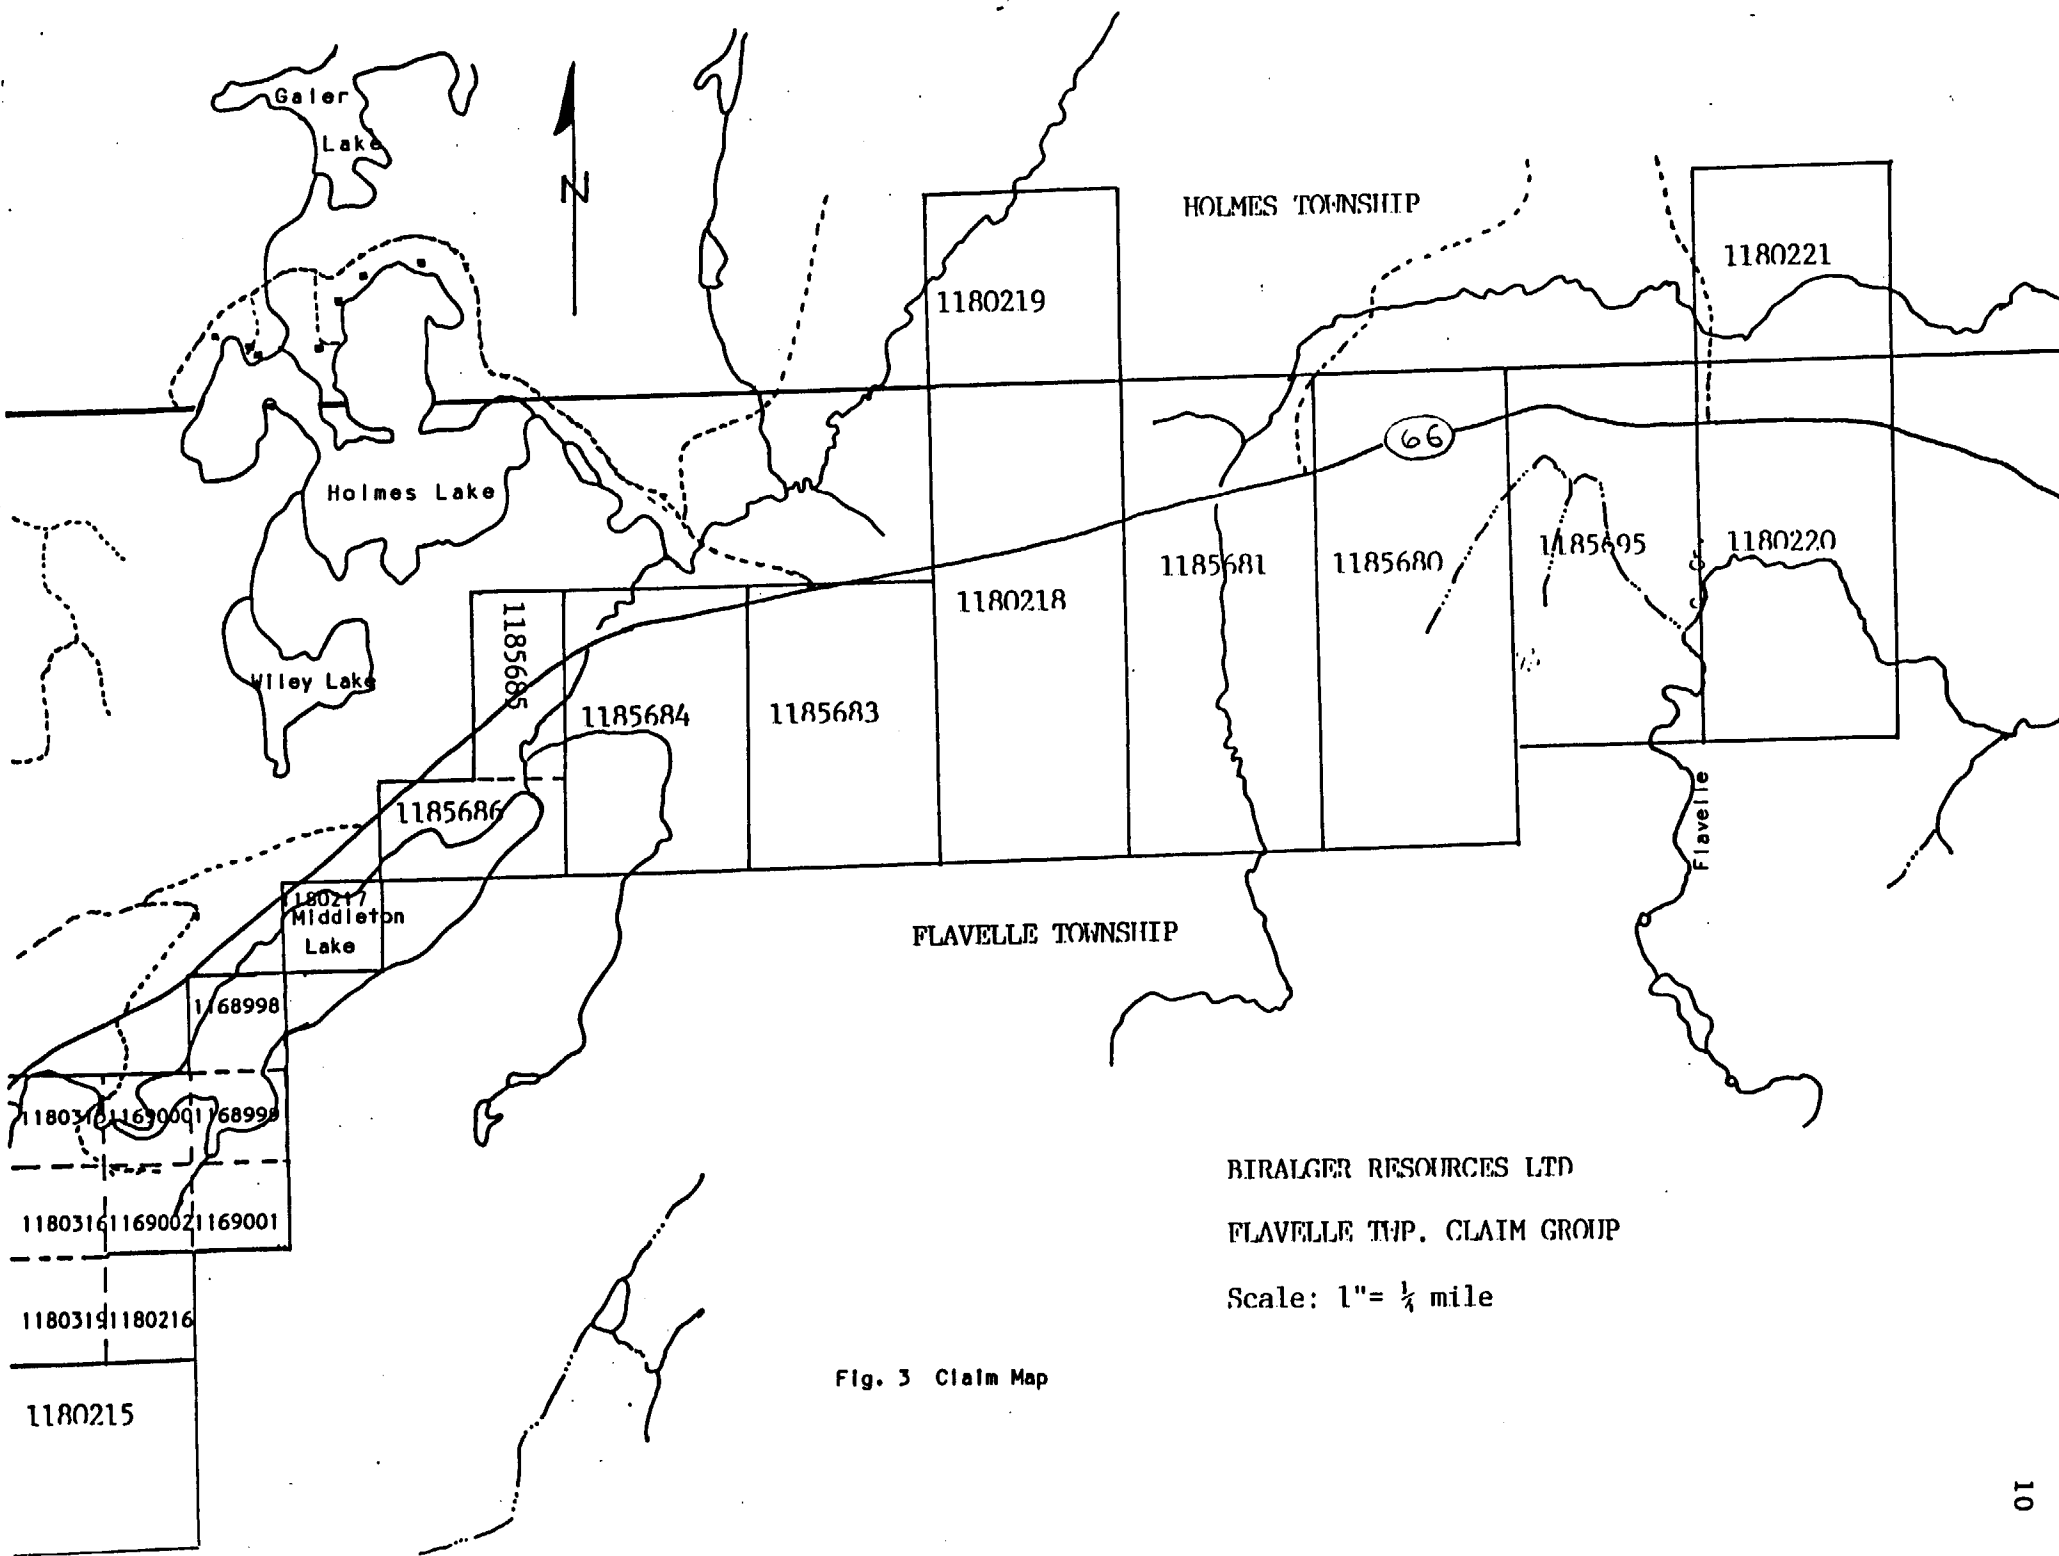 Galer
Lake
N
HOLMES TOWNSHIP
1180221
1180219
66
Holmes Lake
1185695
1180220
1185681
1185680
1180218
1185685
Wiley Lake
1185684
1185683
1185686
Flavelle
1180217
Middleton
Lake
FLAVELLE TOWNSHIP
1168998
1169000
1168999
BIRALGER RESOURCES LTD
1180316
1169002
1169001
FLAVELLE TWP. CLAIM GROUP
Scale: 1"= ¼ mile
1180319
1180216
Fig. 3 Claim Map
1180215
10